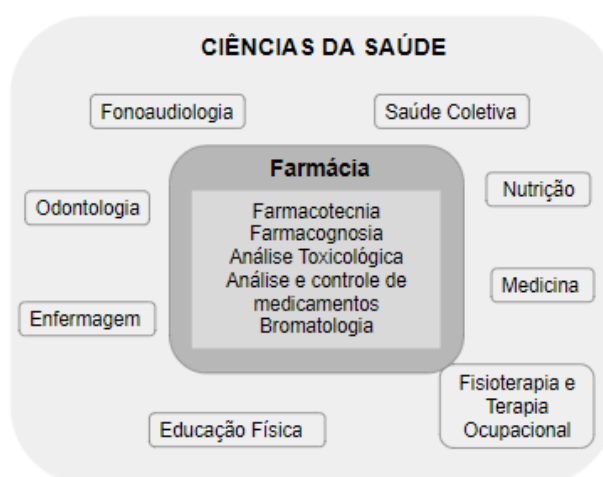 CIÊNCIAS DA SAÚDE
Fonoaudiologia
Saúde Coletiva
Farmácia
Nutrição
Odontologia
Farmacotecnia
Farmacognosia
Análise Toxicológica
Análise e controle de
medicamentos
Bromatologia
Medicina
Enfermagem
Fisioterapia e
Terapia
Ocupacional
Educação Física